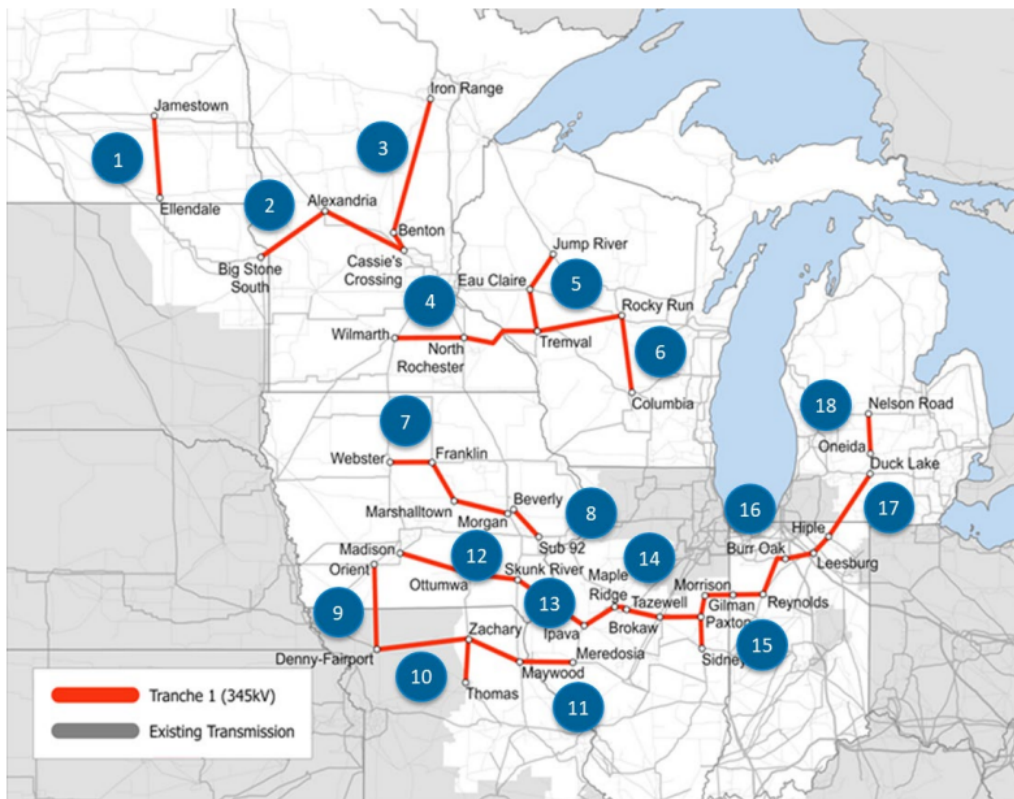 Iron Range
Jamestown
3
1
Ellendale
2
Alexandria
Benton
Big Stone
South
Cassie's
Crossing
Jump River
Eau Claire
5
4
Rocky Run
Wilmarth
North
Rochester
Tremval
6
Columbia
18
Nelson Road
7
Oneida
Webster
Franklin
Duck Lake
Marshalltown
Beverly
Morgan
8
16
17
Hiple
Sub 92
Burr Oak
Madison
12
14
Leesburg
Orient
Skunk River
Ottumwa
Maple
Ridge
Morrison
13
Tazewell
Gilman
Reynolds
9
Ipava
Brokaw
Paxton
Zachary
15
Denny-Fairport
Meredosia
Sidney
10
Maywood
Thomas
11
Tranche 1 (345kV)
Existing Transmission